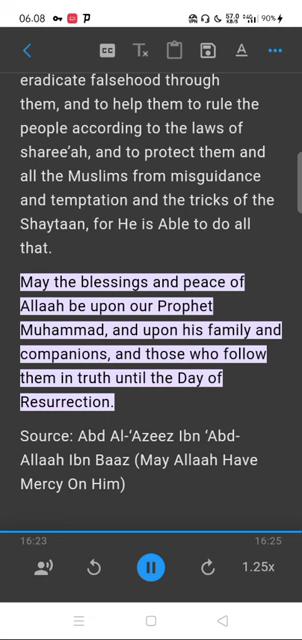 06.08
57.0 KB/S
90%
CC
eradicate falsehood through
them, and to help them to rule the
people according to the laws of
sharee'ah, and to protect them and
all the Muslims from misguidance
and temptation and the tricks of the
Shaytaan, for He is Able to do all
that.
May the blessings and peace of
Allaah be upon our Prophet
Muhammad, and upon his family and
companions, and those who follow
them in truth until the Day of
Resurrection.
Source: Abd Al-‘Azeez Ibn ‘Abd-
Allaah Ibn Baaz (May Allaah Have
Mercy On Him)
16:23
16:25
1.25x